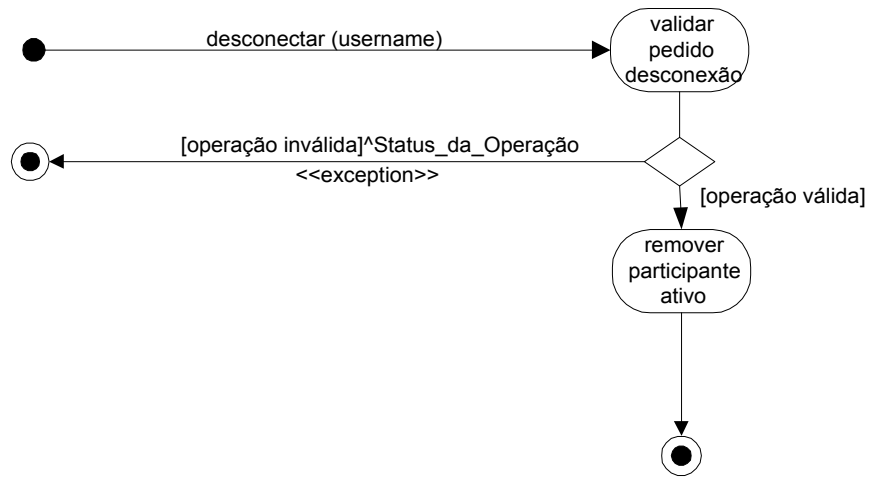 desconectar (username)
validar
pedido
desconexão
[operação inválida]^Status_da_Operação
<<exception>>
[operação válida]
remover
participante
ativo